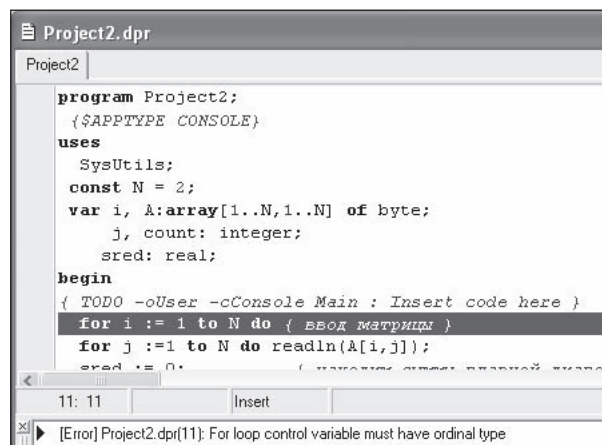 Project2.dpr
Project2
program Project2;
{$APPTYPE CONSOLE}
uses
SysUtils;
const N = 2;
var i, A:array[1..N,1..N] of byte;
j, count: integer;
sred: real;
begin
{ TODO -oUser -cConsole Main : Insert code here }
for i := 1 to N do { ввод матрицы }
for j :=1 to N do readln(A[i,j]);
sred := 0;
11: 11 Insert
[Error] Project2.dpr(11): For loop control variable must have ordinal type